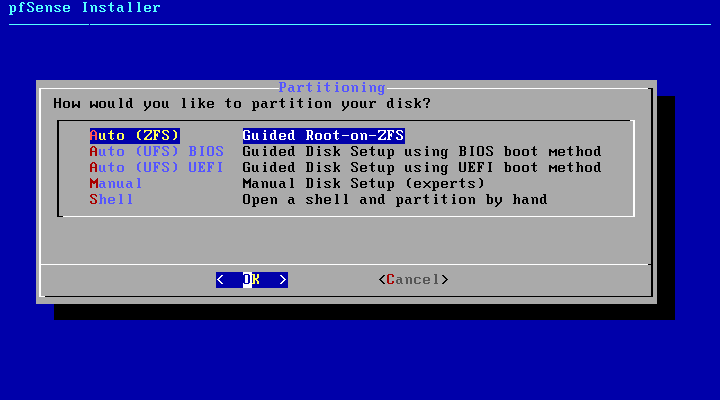 pfSense Installer
Partitioning
How would you like to partition your disk?
Auto (ZFS) Guided Root-on-ZFS
Auto (UFS) BIOS Guided Disk Setup using BIOS boot method
Auto (UFS) UEFI Guided Disk Setup using UEFI boot method
Manual Manual Disk Setup (experts)
Shell Open a shell and partition by hand
< OK > <Cancel>